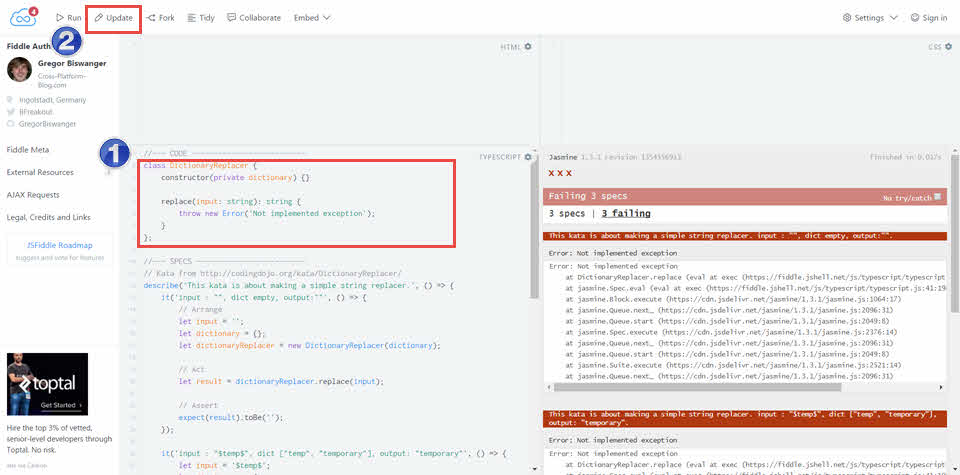 4
Run
Update
Fork
Tidy
Collaborate
Embed
Settings
Sign in
2
Fiddle Auth
Gregor Biswanger
Cross-Platform-
Blog.com
Ingolstadt, Germany
BFreakout
GregorBiswanger
Fiddle Meta
External Resources
AJAX Requests
Legal, Credits and Links
JSFiddle Roadmap
suggest and vote for features
toptal
Get Started
Hire the top 3% of vetted,
senior-level developers through
Toptal. No risk.
HTML
CSS
1
TYPESCRIPT
//--- CODE --------------------------
class DictionaryReplacer {
constructor(private dictionary) {}
replace(input: string): string {
throw new Error('Not implemented exception');
}
};
//--- SPECS -------------------------
// Kata from http://codingdojo.org/kata/DictionaryReplacer/
describe('This kata is about making a simple string replacer.', () => {
it('input : "", dict empty, output:""', () => {
// Arrange
let input = '';
let dictionary = {};
let dictionaryReplacer = new DictionaryReplacer(dictionary);
// Act
let result = dictionaryReplacer.replace(input);
// Assert
expect(result).toBe('');
});
it('input : "$temp$", dict ["temp", "temporary"], output: "temporary"', () => {
let input = '$temp$';
Jasmine 1.3.1 revision 1354556913
Finished in 0.017s
x x x
Failing 3 specs
No try/catch
3 specs | 3 failing
This kata is about making a simple string replacer. input : "", dict empty, output:"".
Error: Not implemented exception
Error: Not implemented exception
at DictionaryReplacer.replace (eval at exec (https://fiddle.jshell.net/js/typescript/typescript
at jasmine.Spec.eval (eval at exec (https://fiddle.jshell.net/js/typescript/typescript.js:41:19
at jasmine.Block.execute (https://cdn.jsdelivr.net/jasmine/1.3.1/jasmine.js:1064:17)
at jasmine.Queue.next_ (https://cdn.jsdelivr.net/jasmine/1.3.1/jasmine.js:2096:31)
at jasmine.Queue.start (https://cdn.jsdelivr.net/jasmine/1.3.1/jasmine.js:2049:8)
at jasmine.Spec.execute (https://cdn.jsdelivr.net/jasmine/1.3.1/jasmine.js:2376:14)
at jasmine.Queue.next_ (https://cdn.jsdelivr.net/jasmine/1.3.1/jasmine.js:2096:31)
at jasmine.Queue.start (https://cdn.jsdelivr.net/jasmine/1.3.1/jasmine.js:2049:8)
at jasmine.Suite.execute (https://cdn.jsdelivr.net/jasmine/1.3.1/jasmine.js:2521:14)
at jasmine.Queue.next_ (https://cdn.jsdelivr.net/jasmine/1.3.1/jasmine.js:2096:31)
This kata is about making a simple string replacer. input : "$temp$", dict ["temp", "temporary"],
output: "temporary".
Error: Not implemented exception
Error: Not implemented exception
at DictionaryReplacer.replace (eval at exec (https://fiddle.jshell.net/js/typescript/typescript